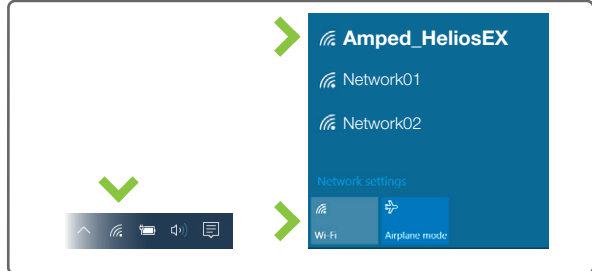 Amped_HeliosEX
Network01
Network02
Network settings
Wi-Fi
Airplane mode